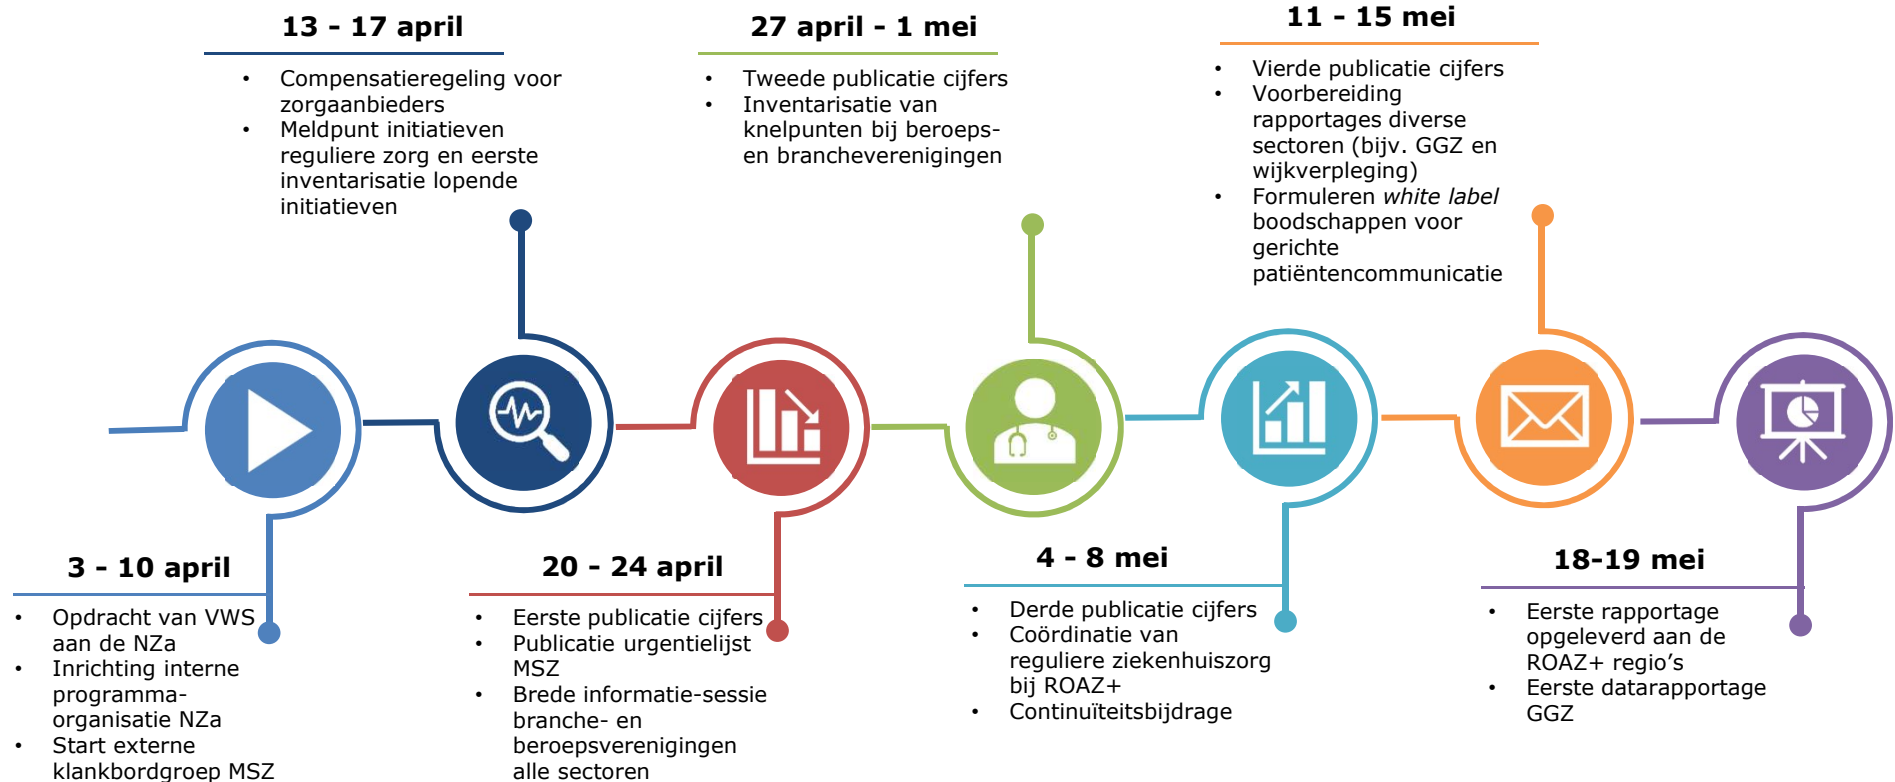 13 - 17 april
• Compensatieregeling voor
zorgaanbieders
• Meldpunt initiatieven
reguliere zorg en eerste
inventarisatie lopende
initiatieven
27 april - 1 mei
• Tweede publicatie cijfers
• Inventarisatie van
knelpunten bij beroeps-
en brancheverenigingen
11 - 15 mei
• Vierde publicatie cijfers
• Voorbereiding
rapportages diverse
sectoren (bijv. GGZ en
wijkverpleging)
• Formuleren white label
boodschappen voor
gerichte
patiëntencommunicatie
3 - 10 april
• Opdracht van VWS
aan de NZa
• Inrichting interne
programma-
organisatie NZa
• Start externe
klankbordgroep MSZ
20 - 24 april
• Eerste publicatie cijfers
• Publicatie urgentielijst
MSZ
• Brede informatie-sessie
branche- en
beroepsverenigingen
alle sectoren
4 - 8 mei
• Derde publicatie cijfers
• Coördinatie van
reguliere ziekenhuiszorg
bij ROAZ+
• Continuïteitsbijdrage
18-19 mei
• Eerste rapportage
opgeleverd aan de
ROAZ+ regio's
• Eerste datarapportage
GGZ